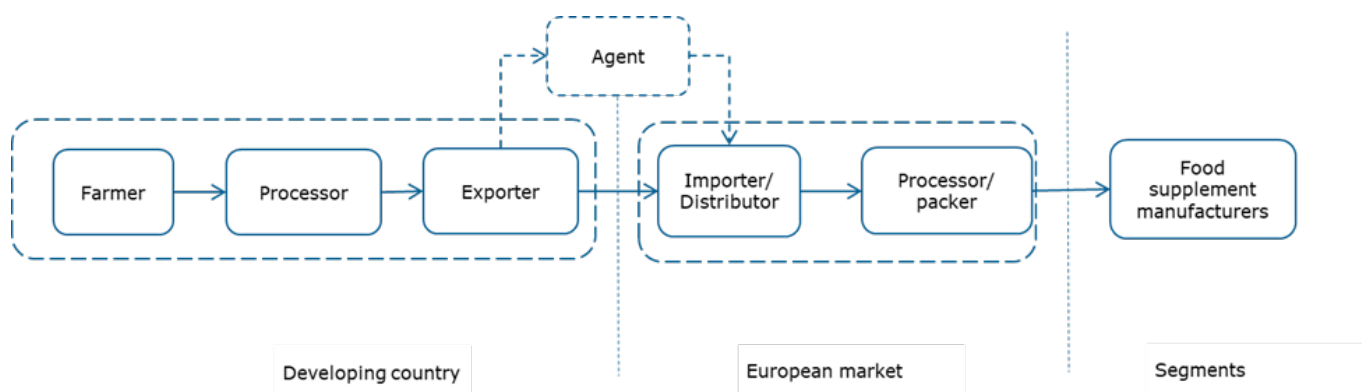 Agent
Farmer
Processor
Exporter
Importer/
Distributor
Processor/
packer
Food
supplement
manufacturers
Developing country
European market
Segments